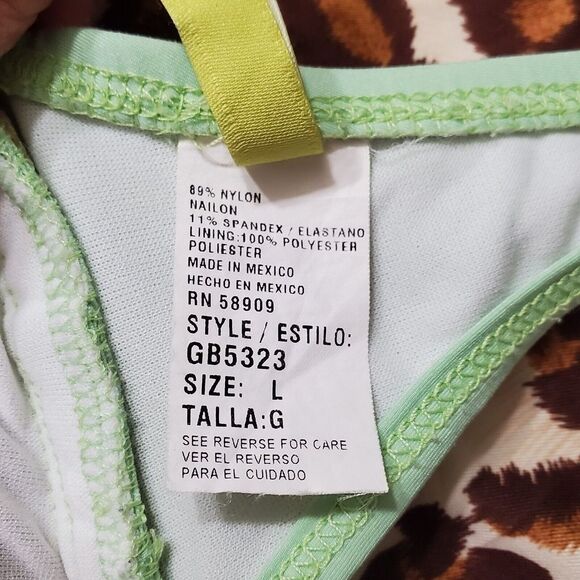 89% NYLON
NAILON
11% SPANDEX / ELASTANO
LINING:100% POLYESTER
POLIESTER
MADE IN MEXICO
HECHO EN MEXICO
RN 58909
STYLE / ESTILO:
GB5323
SIZE: L
TALLA:G
SEE REVERSE FOR CARE
VER EL REVERSO
PARA EL CUIDADO